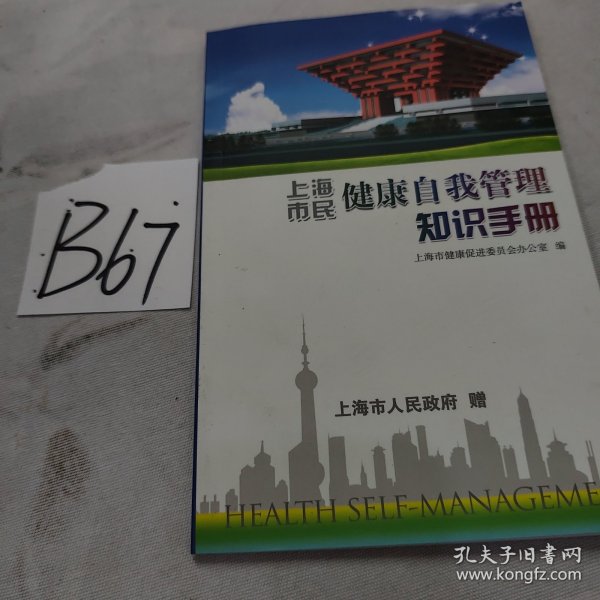 B67
上海
市民
健康自我管理
知识手册
上海市健康促进委员会办公室 编
上海市人民政府 赠
HEALTH SELF-MANAGEME
孔夫子旧书网
www.kongfz.com